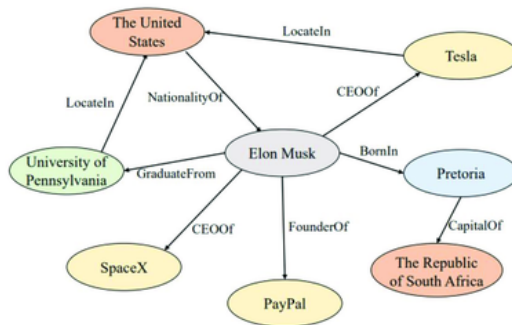 The United
States
LocateIn
Tesla
LocateIn
NationalityOf
CEOOf
University of
Pennsylvania
GraduateFrom
Elon Musk
BornIn
Pretoria
CEOOf
FounderOf
CapitalOf
SpaceX
PayPal
The Republic
of South Africa